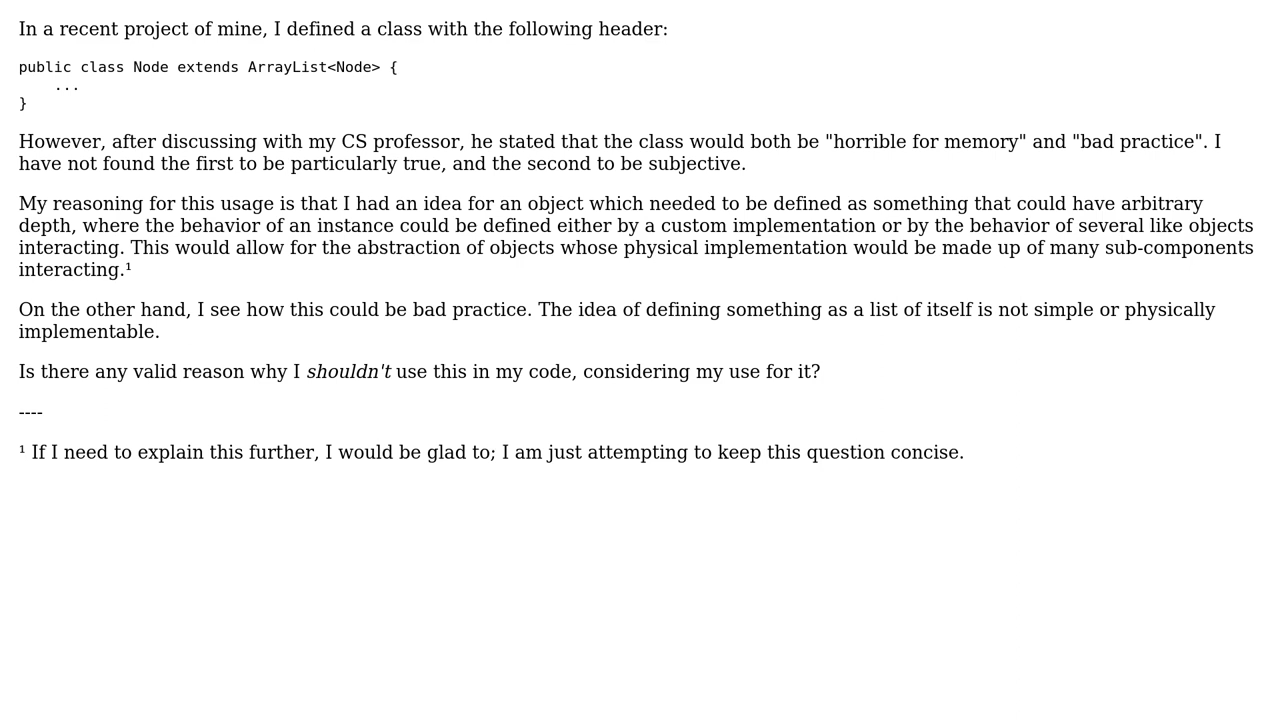 In a recent project of mine, I defined a class with the following header:
public class Node extends ArrayList<Node> {
    ...
}
However, after discussing with my CS professor, he stated that the class would both be "horrible for memory" and "bad practice". I
have not found the first to be particularly true, and the second to be subjective.
My reasoning for this usage is that I had an idea for an object which needed to be defined as something that could have arbitrary
depth, where the behavior of an instance could be defined either by a custom implementation or by the behavior of several like objects
interacting. This would allow for the abstraction of objects whose physical implementation would be made up of many sub-components
interacting.¹
On the other hand, I see how this could be bad practice. The idea of defining something as a list of itself is not simple or physically
implementable.
Is there any valid reason why I shouldn't use this in my code, considering my use for it?
----
¹ If I need to explain this further, I would be glad to; I am just attempting to keep this question concise.